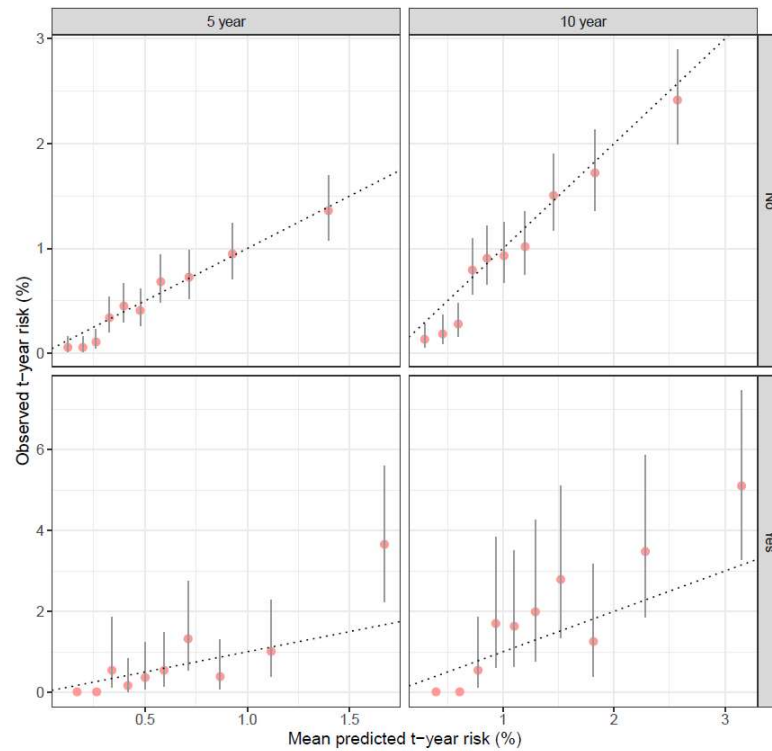 5 year
10 year
3
2
1
0
No
6
4
2
0
Yes
0.5
1.0
1.5
1
2
3
Observed t−year risk (%)
Mean predicted t−year risk (%)